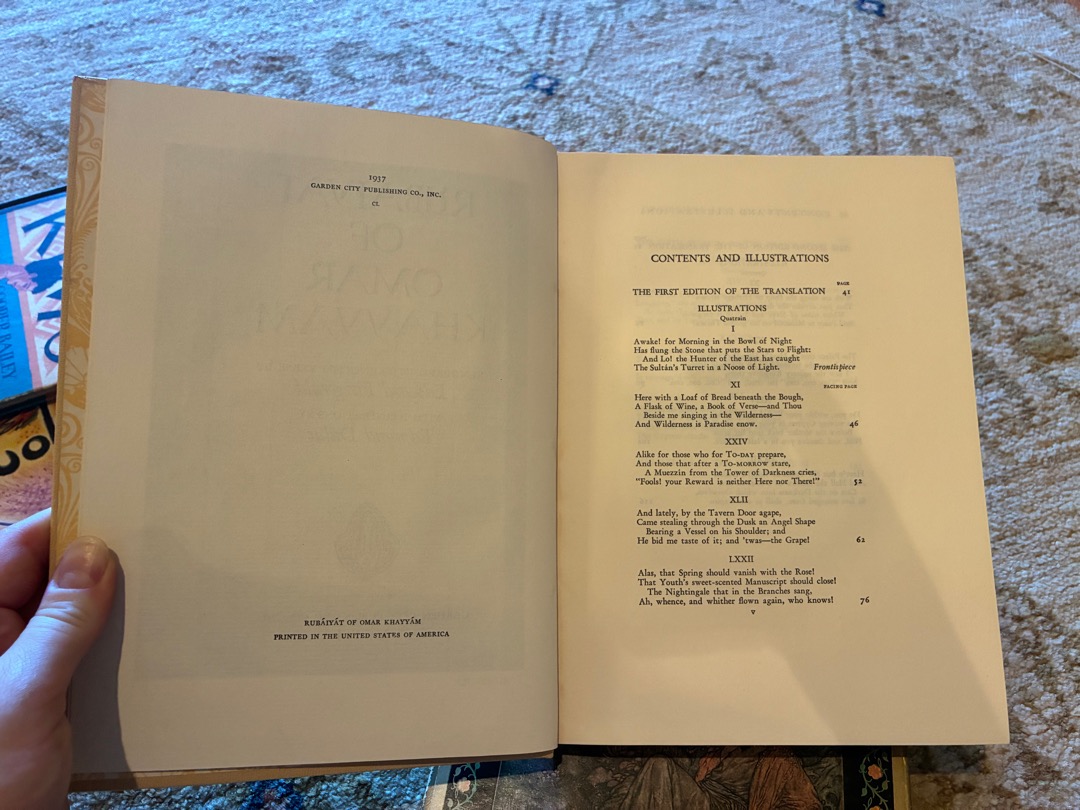 1937
GARDEN CITY PUBLISHING CO., INC.
CL
RUBÁIYÁT OF OMAR KHAYYÁM
PRINTED IN THE UNITED STATES OF AMERICA
CONTENTS AND ILLUSTRATIONS
PAGE
THE FIRST EDITION OF THE TRANSLATION 41
ILLUSTRATIONS
Quatrain
I
Awake! for Morning in the Bowl of Night
Has flung the Stone that puts the Stars to Flight:
And Lo! the Hunter of the East has caught
The Sultán's Turret in a Noose of Light. Frontispiece
XI FACING PAGE
Here with a Loaf of Bread beneath the Bough,
A Flask of Wine, a Book of Verse—and Thou
Beside me singing in the Wilderness—
And Wilderness is Paradise enow. 46
XXIV
Alike for those who for TO-DAY prepare,
And those that after a TO-MORROW stare,
A Muezzín from the Tower of Darkness cries,
"Fools! your Reward is neither Here nor There!" 52
XLII
And lately, by the Tavern Door agape,
Came stealing through the Dusk an Angel Shape
Bearing a Vessel on his Shoulder; and
He bid me taste of it; and 'twas—the Grape! 62
LXXII
Alas, that Spring should vanish with the Rose!
That Youth's sweet-scented Manuscript should close!
The Nightingale that in the Branches sang,
Ah, whence, and whither flown again, who knows! 76
v
BAILEY